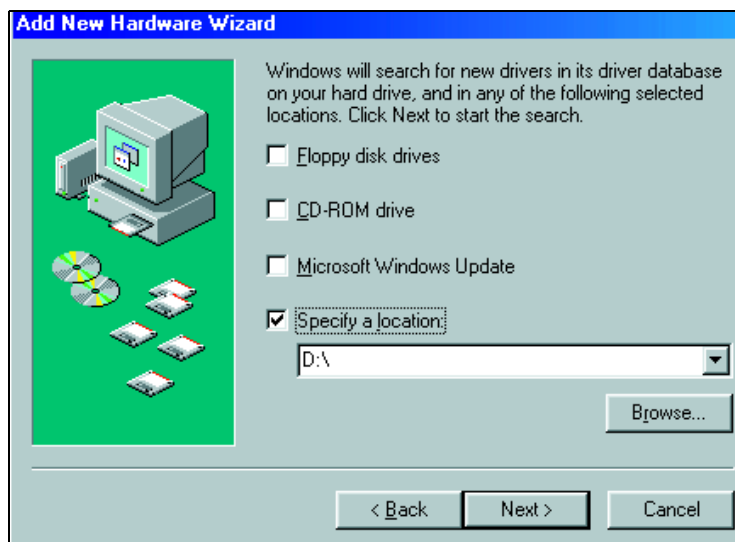 Add New Hardware Wizard
Windows will search for new drivers in its driver database
on your hard drive, and in any of the following selected
locations. Click Next to start the search.
Floppy disk drives
CD-ROM drive
Microsoft Windows Update
Specify a location:
D:\
Browse...
< Back
Next >
Cancel